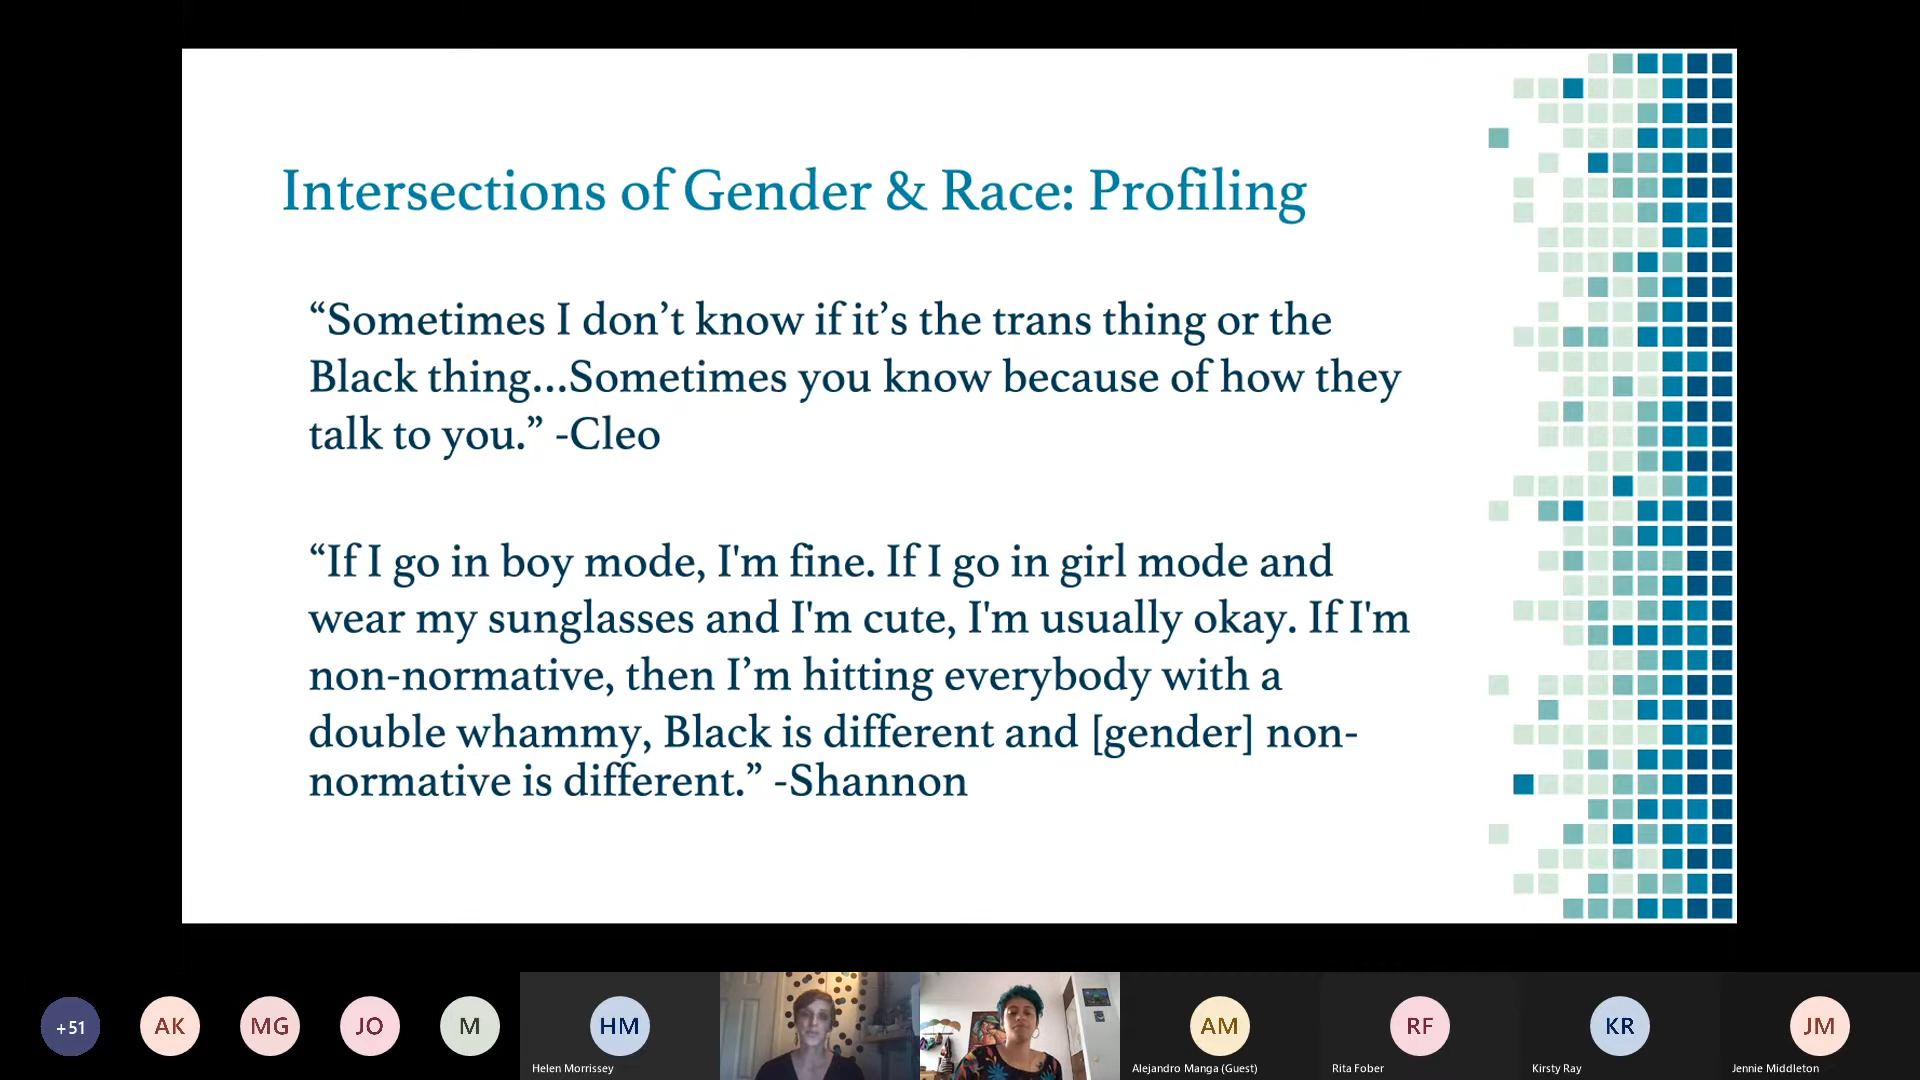 Intersections of Gender & Race: Profiling
“Sometimes I don’t know if it’s the trans thing or the
Black thing...Sometimes you know because of how they
talk to you.” -Cleo
“If I go in boy mode, I'm fine. If I go in girl mode and
wear my sunglasses and I'm cute, I'm usually okay. If I'm
non-normative, then I’m hitting everybody with a
double whammy, Black is different and [gender] non-
normative is different.” -Shannon
+51
AK
MG
JO
M
HM
AM
RF
KR
JM
Helen Morrissey
Alejandro Manga (Guest)
Rita Fober
Kirsty Ray
Jennie Middleton